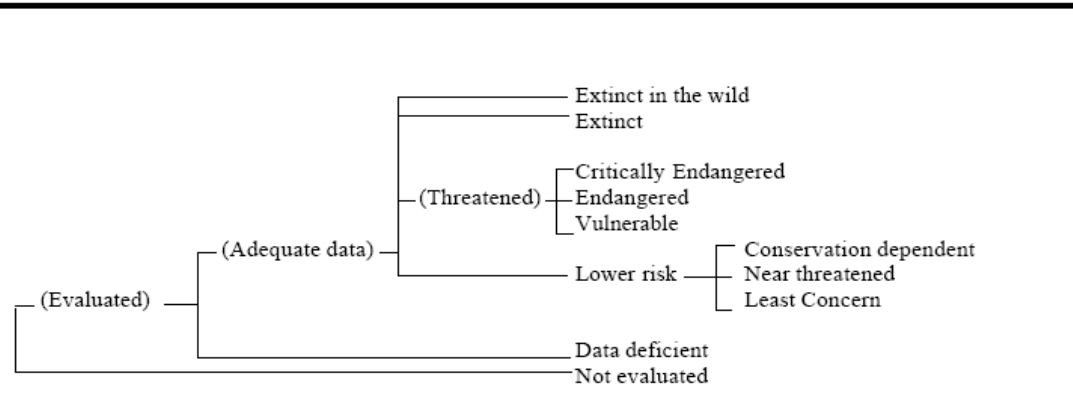 Extinct in the wild
Extinct
Critically Endangered
(Threatened)
Endangered
Vulnerable
(Adequate data)
Conservation dependent
Lower risk
Near threatened
(Evaluated)
Least Concern
Data deficient
Not evaluated